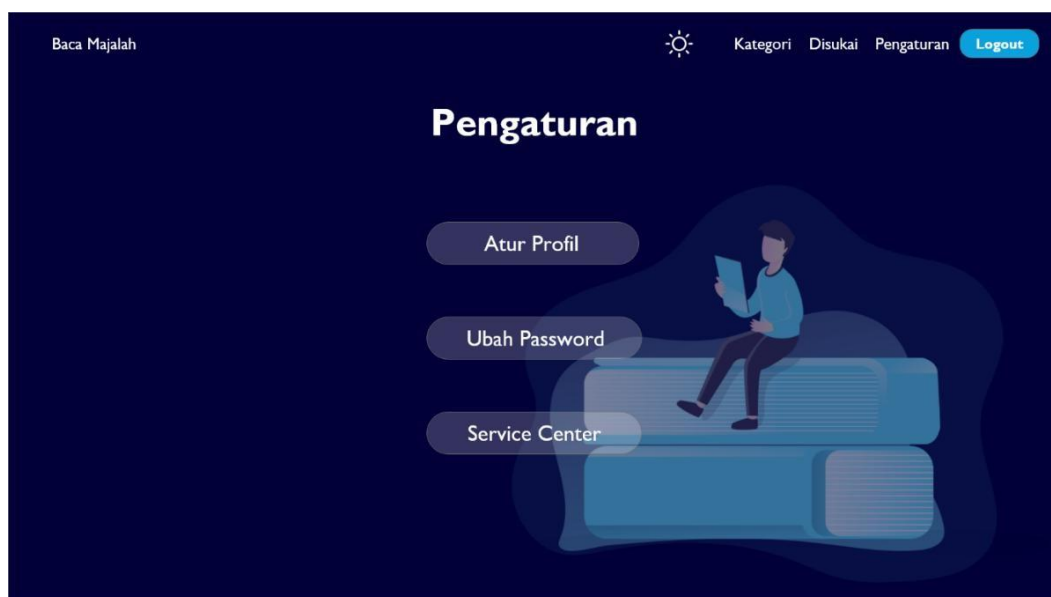 Baca Majalah
Kategori Disukai Pengaturan Logout
Pengaturan
Atur Profil
Ubah Password
Service Center